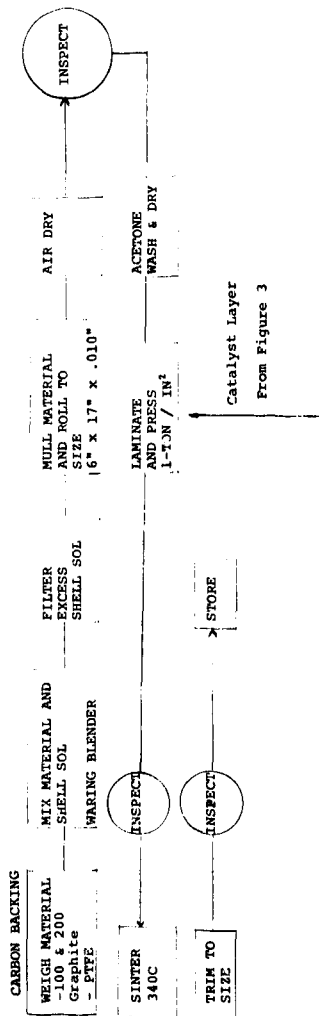 CARBON BACKING
WEIGH MATERIAL
-100 & 200
Graphite
- PTFE
MIX MATERIAL AND
SHELL SOL
WARING BLENDER
FILTER
EXCESS
SHELL SOL
MULL MATERIAL
AND ROLL TO
SIZE
6" x 17" x .010"
AIR DRY
INSPECT
ACETONE
WASH & DRY
LAMINATE
AND PRESS
1-TON / IN²
Catalyst Layer
From Figure 3
INSPECT
SINTER
340C
TRIM TO
SIZE
INSPECT
STORE